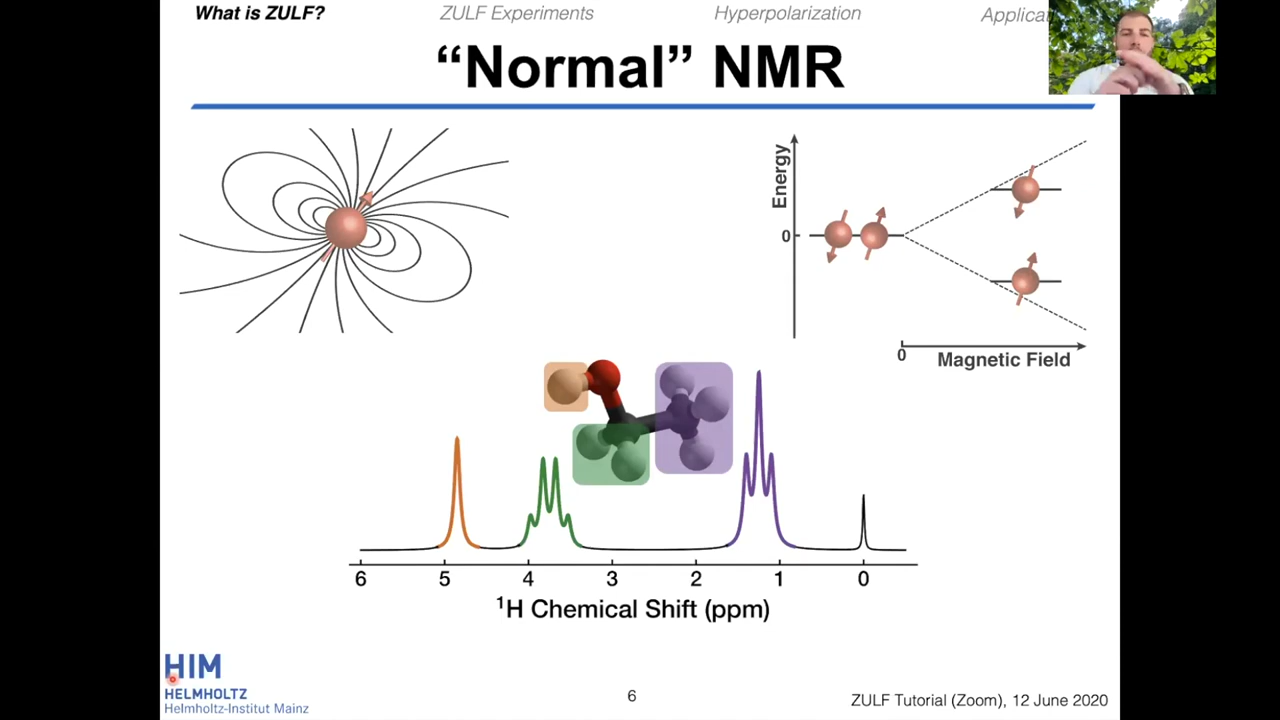 What is ZULF?
ZULF Experiments
Hyperpolarization
Applicat
“Normal” NMR
Energy
0
0
Magnetic Field
6 5 4 3 2 1 0
¹H Chemical Shift (ppm)
HIM
HELMHOLTZ
Helmholtz-Institut Mainz
6
ZULF Tutorial (Zoom), 12 June 2020